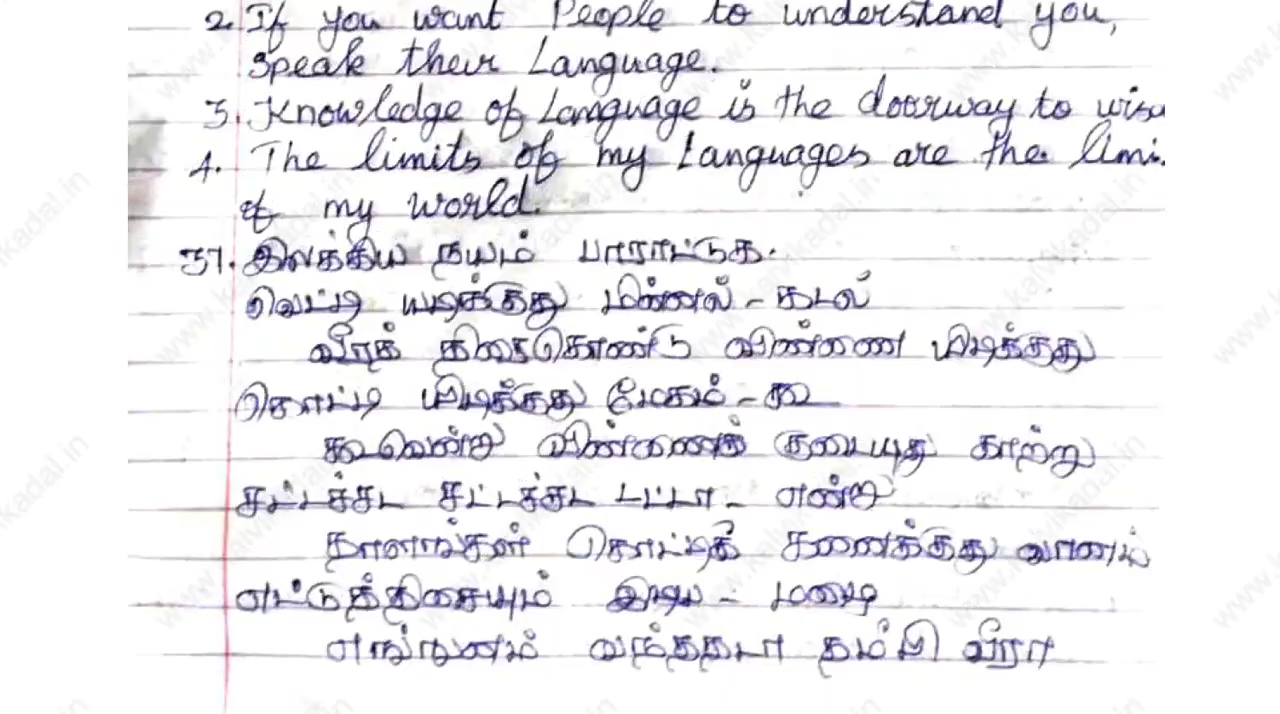 2. If you want People to understand you,
Speak their Language.
3. Knowledge of Language is the doorway to
4. The limits of my Languages are the
of my world.
37. இலக்கிய நயம் பாராட்டுக.
வெட்டி யடிக்குது மின்னல் - கடல்
வீரத் திரைகொண்டு விண்ணை யிடிக்குது
கொட்டி யிடிக்குது மேகம் - கூ
கூவென்று விண்ணைக் குடையுது காற்று
சட்டச்சட சட்டச்சட டட்டா - என்று
தாளங்கள் கொட்டிக் கனைக்குது வானம்
எட்டுத்திசையும் இடிய - மழை
எங்ஙனம் வந்ததடா தம்பி வீரா